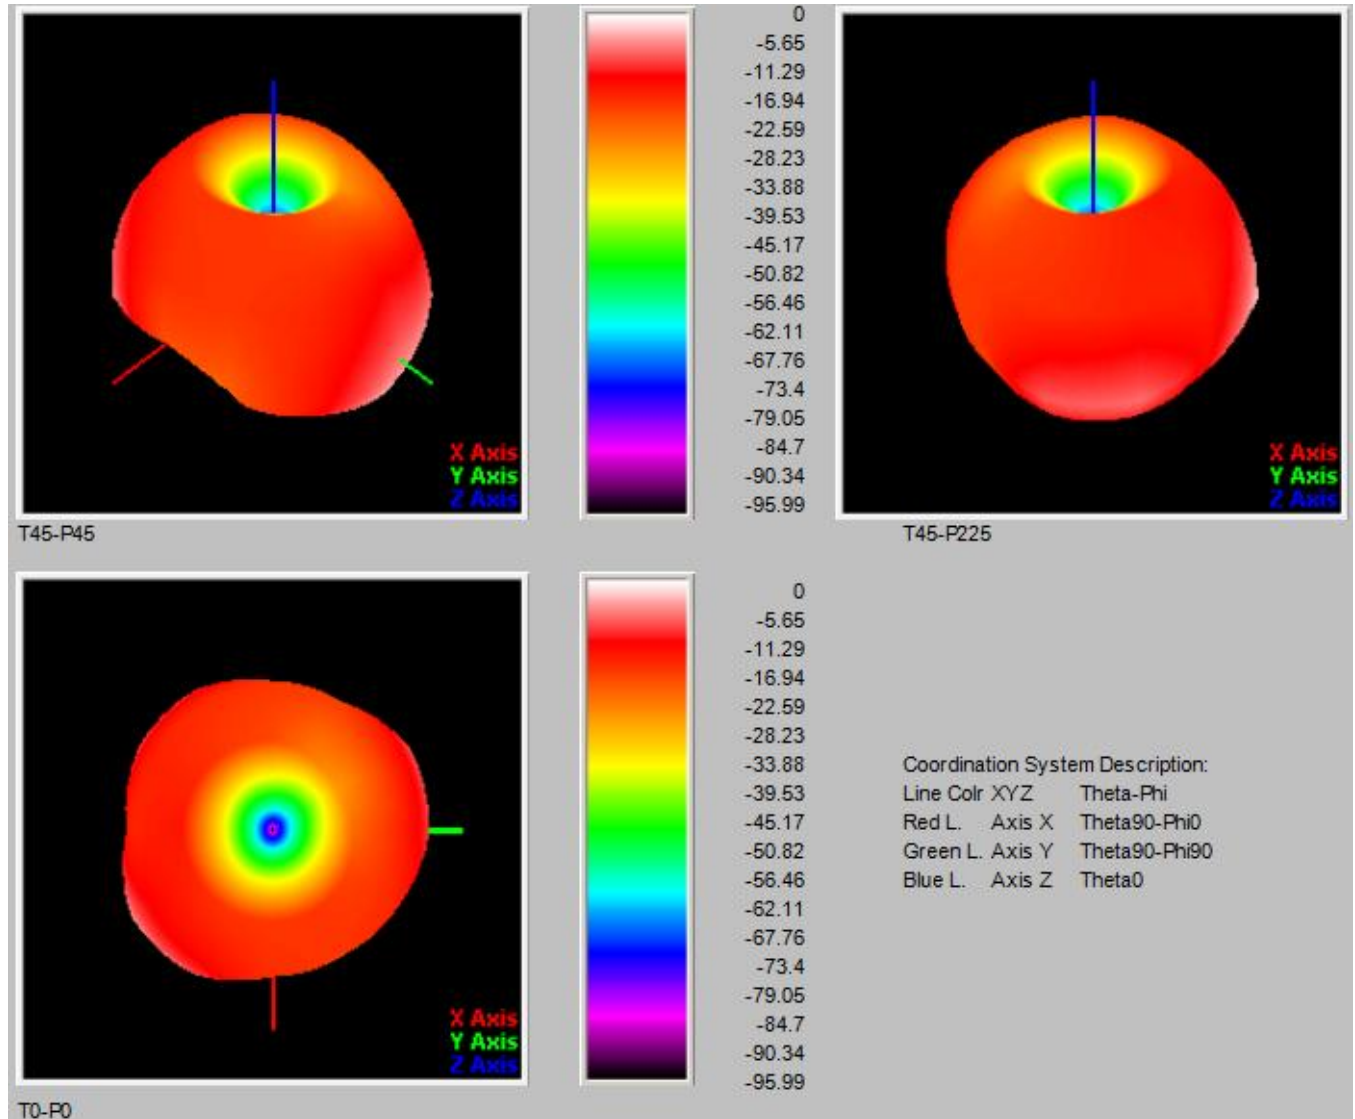 0
-5.65
-11.29
-16.94
-22.59
-28.23
-33.88
-39.53
-45.17
-50.82
-56.46
-62.11
-67.76
-73.4
-79.05
-84.7
-90.34
-95.99
X Axis
Y Axis
Z Axis
X Axis
Y Axis
Z Axis
T45-P45
T45-P225
0
-5.65
-11.29
-16.94
-22.59
-28.23
-33.88
-39.53
-45.17
-50.82
-56.46
-62.11
-67.76
-73.4
-79.05
-84.7
-90.34
-95.99
X Axis
Y Axis
Z Axis
Coordination System Description:
Line Colr XYZ Theta-Phi
Red L. Axis X Theta90-Phi0
Green L. Axis Y Theta90-Phi90
Blue L. Axis Z Theta0
T0-P0